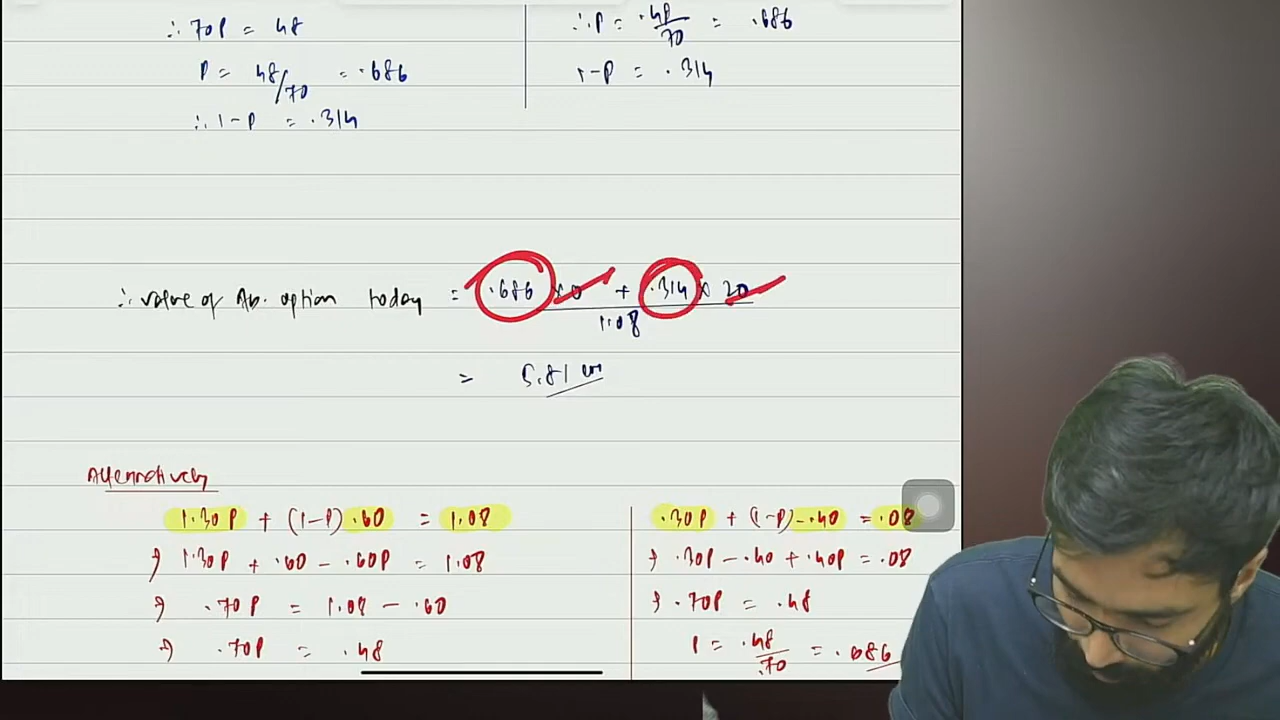 ∴ 70P = 48
P = 48/70 = .686
∴ 1-P = .314
∴ P = .48/70 = .686
1-P = .314
∴ value of Ab. option today = .686 × 0 + .314 × 20
1.08
= 5.81 cr
Alternatively
1.30P + (1-P) .60 = 1.08
⇒ 1.30P + .60 - .60P = 1.08
⇒ .70P = 1.08 - .60
⇒ .70P = .48
.30P + (1-P) -.40 = .08
⇒ .30P - .40 + .40P = .08
⇒ .70P = .48
P = .48/.70 = .686